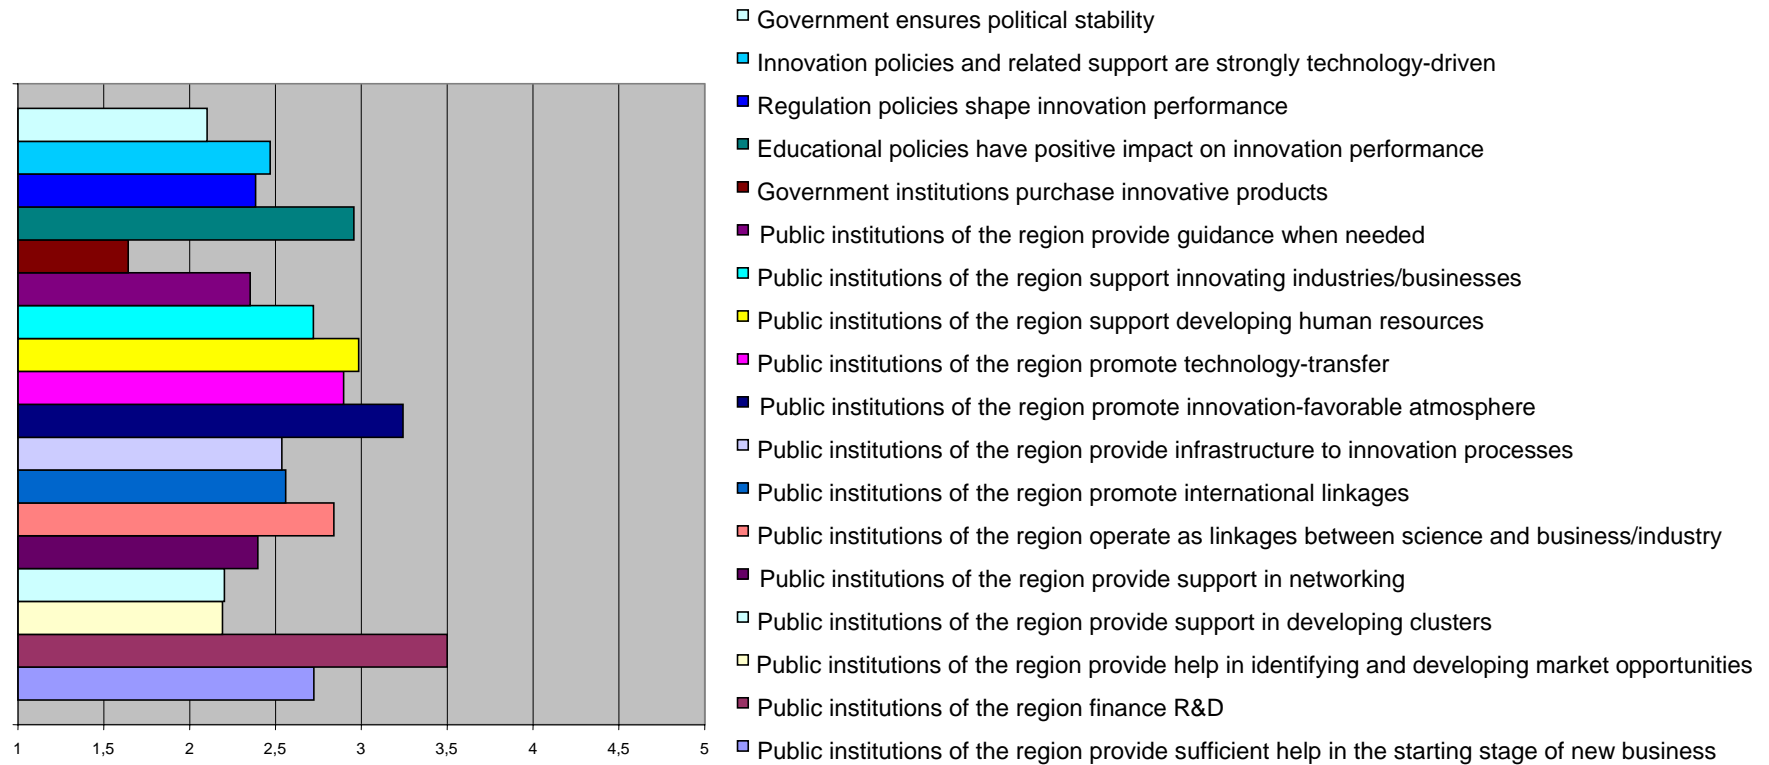 Government ensures political stability
Innovation policies and related support are strongly technology-driven
Regulation policies shape innovation performance
Educational policies have positive impact on innovation performance
Government institutions purchase innovative products
Public institutions of the region provide guidance when needed
Public institutions of the region support innovating industries/businesses
Public institutions of the region support developing human resources
Public institutions of the region promote technology-transfer
Public institutions of the region promote innovation-favorable atmosphere
Public institutions of the region provide infrastructure to innovation processes
Public institutions of the region promote international linkages
Public institutions of the region operate as linkages between science and business/industry
Public institutions of the region provide support in networking
Public institutions of the region provide support in developing clusters
Public institutions of the region provide help in identifying and developing market opportunities
Public institutions of the region finance R&D
Public institutions of the region provide sufficient help in the starting stage of new business
1 1,5 2 2,5 3 3,5 4 4,5 5